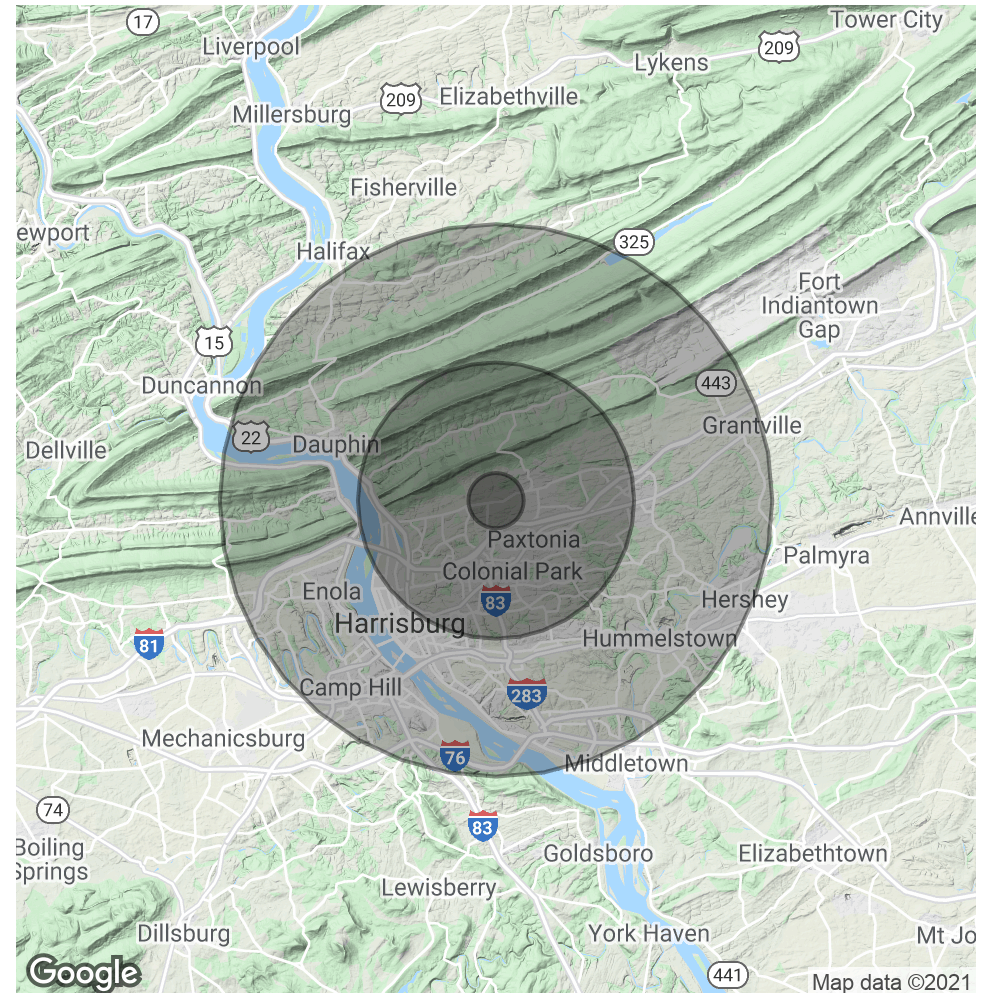 17
Liverpool
Tower City
209
Lykens
209
Elizabethville
Millersburg
Fisherville
ewport
Halifax
325
Fort
Indiantown
Gap
15
Duncannon
443
22
Dauphin
Grantville
Dellville
Annville
Paxtonia
Palmyra
Colonial Park
Enola
83
Hershey
Harrisburg
81
Hummelstown
Camp Hill
283
Mechanicsburg
76
Middletown
74
83
Boiling
Springs
Goldsboro
Elizabethtown
Lewisberry
Dillsburg
York Haven
Mt Jo
Google
441
Map data ©2021